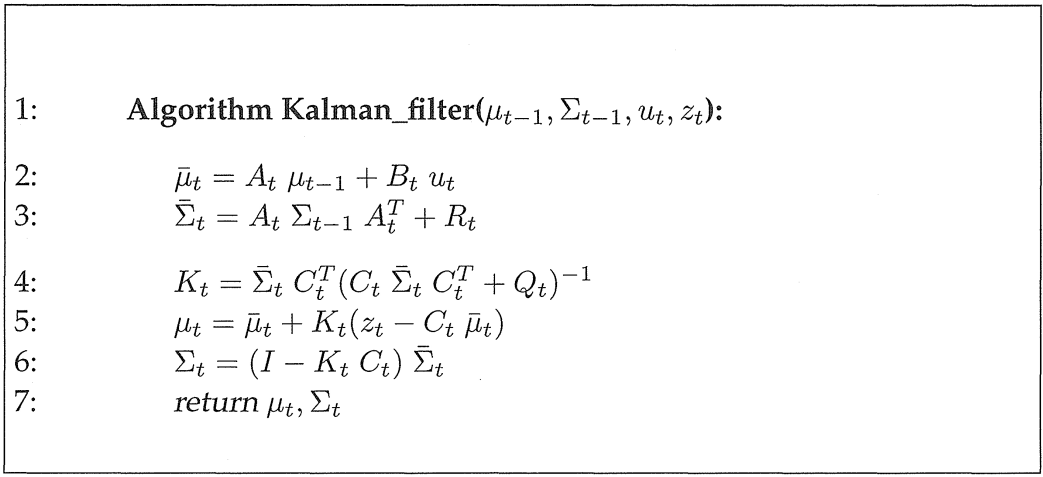 1: Algorithm Kalman_filter(μ_{t−1}, Σ_{t−1}, u_t, z_t):
2: μ̄_t = A_t μ_{t−1} + B_t u_t
3: Σ̄_t = A_t Σ_{t−1} A_t^T + R_t
4: K_t = Σ̄_t C_t^T (C_t Σ̄_t C_t^T + Q_t)^{−1}
5: μ_t = μ̄_t + K_t(z_t − C_t μ̄_t)
6: Σ_t = (I − K_t C_t) Σ̄_t
7: return μ_t, Σ_t